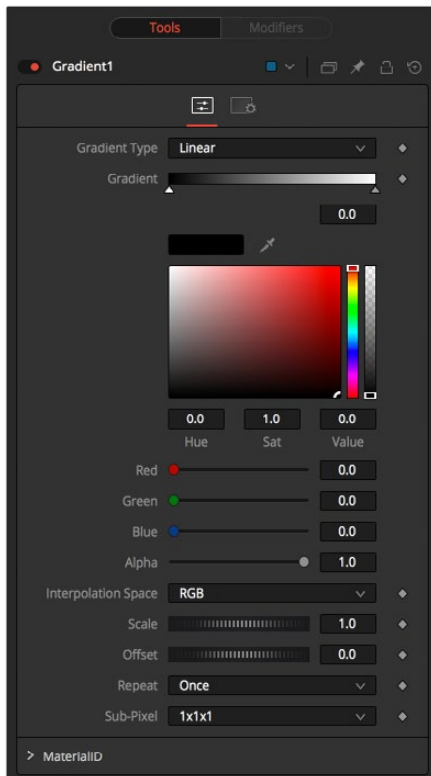 Tools Modifiers
Gradient1
Gradient Type Linear
Gradient
0.0
0.0 1.0 0.0
Hue Sat Value
Red 0.0
Green 0.0
Blue 0.0
Alpha 1.0
Interpolation Space RGB
Scale 1.0
Offset 0.0
Repeat Once
Sub-Pixel 1x1x1
MaterialID